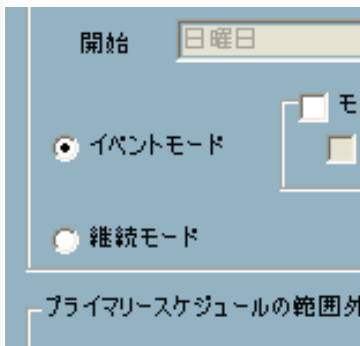 開始 日曜日
モ
イベントモード
継続モード
プライマリースケジュールの範囲外